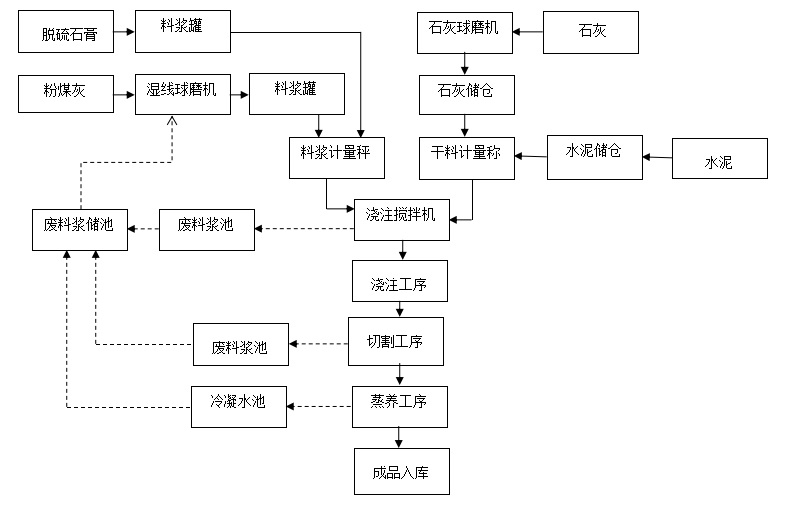 脱硫石膏
料浆罐
石灰球磨机
石灰
粉煤灰
湿线球磨机
料浆罐
石灰储仓
料浆计量秤
干料计量称
水泥储仓
水泥
废料浆储池
废料浆池
浇注搅拌机
浇注工序
废料浆池
切割工序
冷凝水池
蒸养工序
成品入库